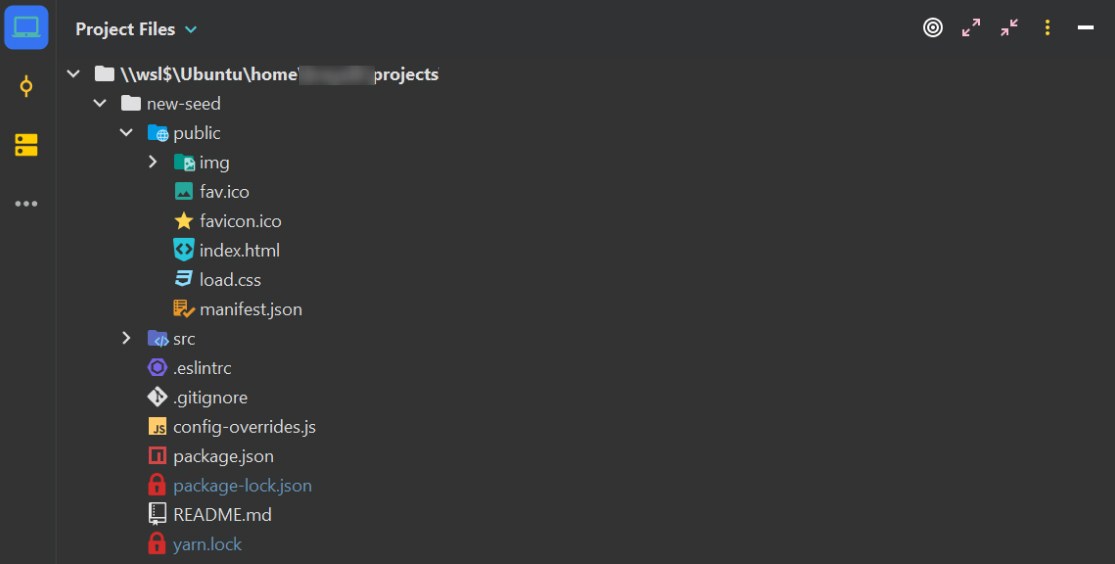 Project Files
\\wsl$\Ubuntu\home\ projects
new-seed
public
img
fav.ico
favicon.ico
index.html
load.css
manifest.json
src
.eslintrc
.gitignore
config-overrides.js
package.json
package-lock.json
README.md
yarn.lock